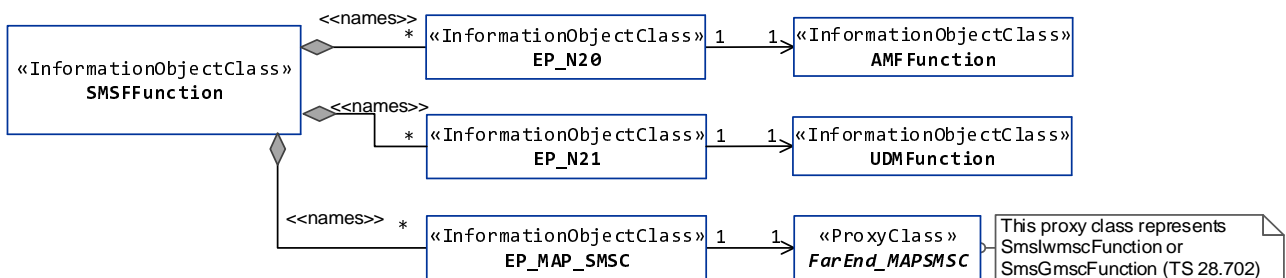 <<names>>
«InformationObjectClass»
SMSFFunction
*
«InformationObjectClass»
EP_N20
1
1
«InformationObjectClass»
AMFFunction
<<names>>
*
«InformationObjectClass»
EP_N21
1
1
«InformationObjectClass»
UDMFunction
<<names>>
*
«InformationObjectClass»
EP_MAP_SMSC
1
1
«ProxyClass»
FarEnd_MAPSMSC
This proxy class represents
SmsIwmscFunction or
SmsGmscFunction (TS 28.702)